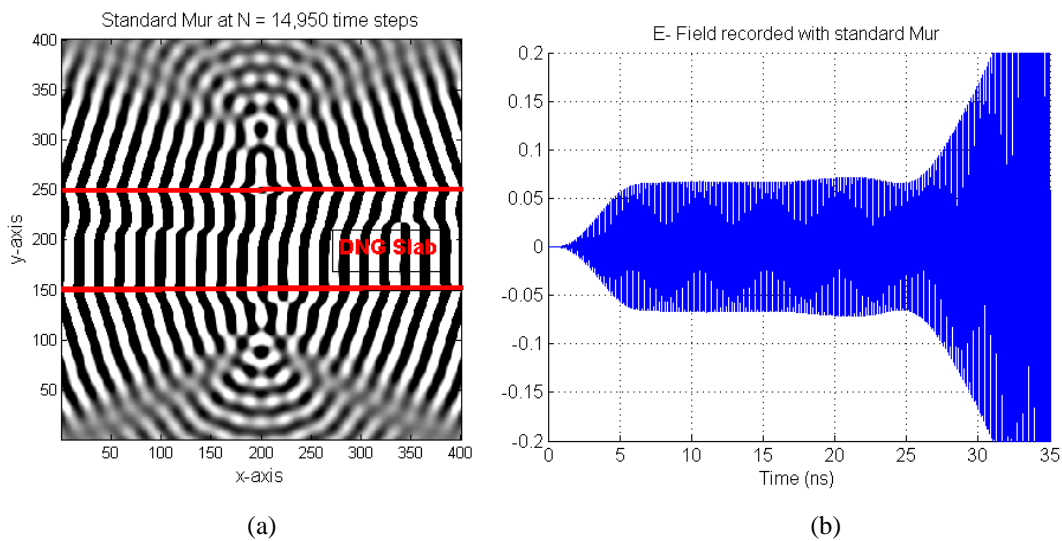 Standard Mur at N = 14,950 time steps
400
350
300
250
200
150
100
50
y-axis
DNG Slab
50 100 150 200 250 300 350 400
x-axis
(a)
E- Field recorded with standard Mur
0.2
0.15
0.1
0.05
0
-0.05
-0.1
-0.15
-0.2
0 5 10 15 20 25 30 35
Time (ns)
(b)